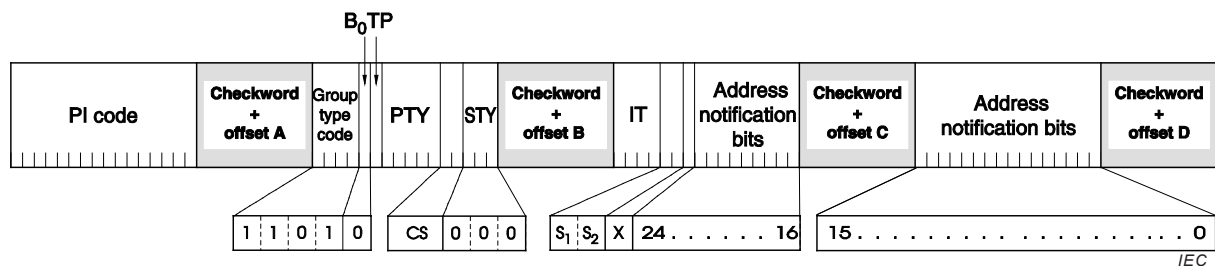 B0TP
PI code
Checkword
+
offset A
Group
type
code
PTY
STY
Checkword
+
offset B
IT
Address
notification
bits
Checkword
+
offset C
Address
notification bits
Checkword
+
offset D
1 1 0 1 0
CS 0 0 0
S1 S2 X 24 . . . . . . 16
15 . . . . . . . . . . . . . . . . . . . . 0
IEC